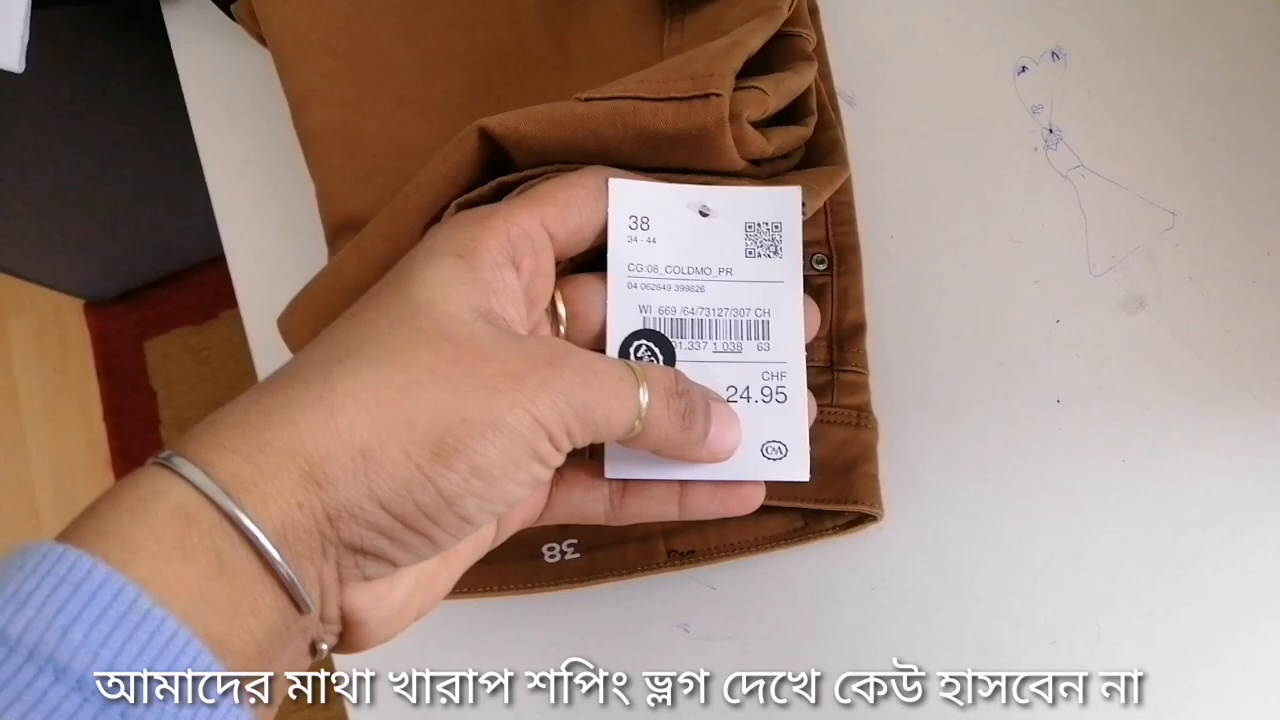 38
34 - 44
CG:08_COLDMO_PR
04 062849 399826
WI 669 /64/73127/307 CH
01.337 1 038 63
CHF
24.95
C&A
38
আমাদের মাথা খারাপ শপিং ভ্লগ দেখে কেউ হাসবেন না